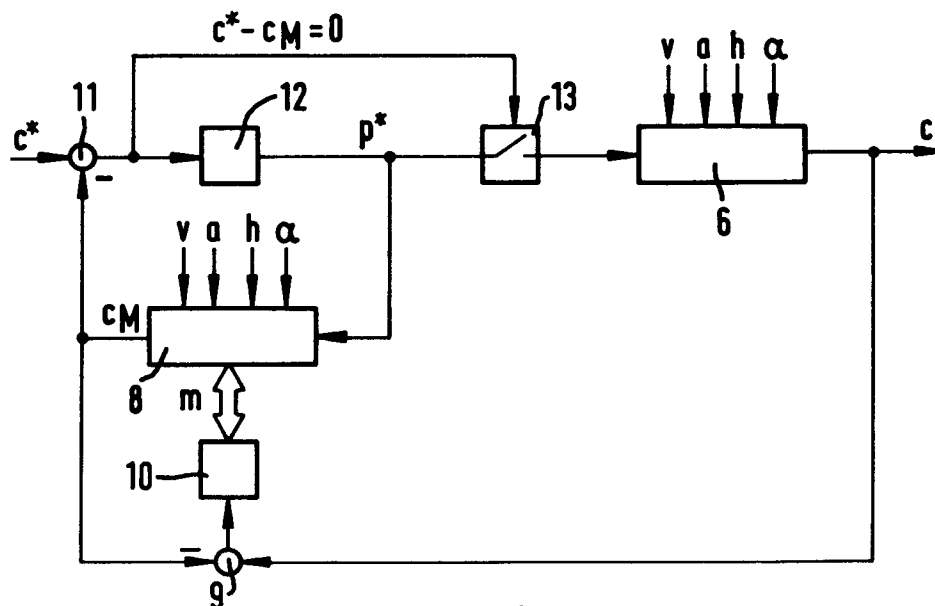 c* - cM = 0
11
12
13
v a h α
c*
p*
c
−
6
v a h α
cM
8
m
10
−
9